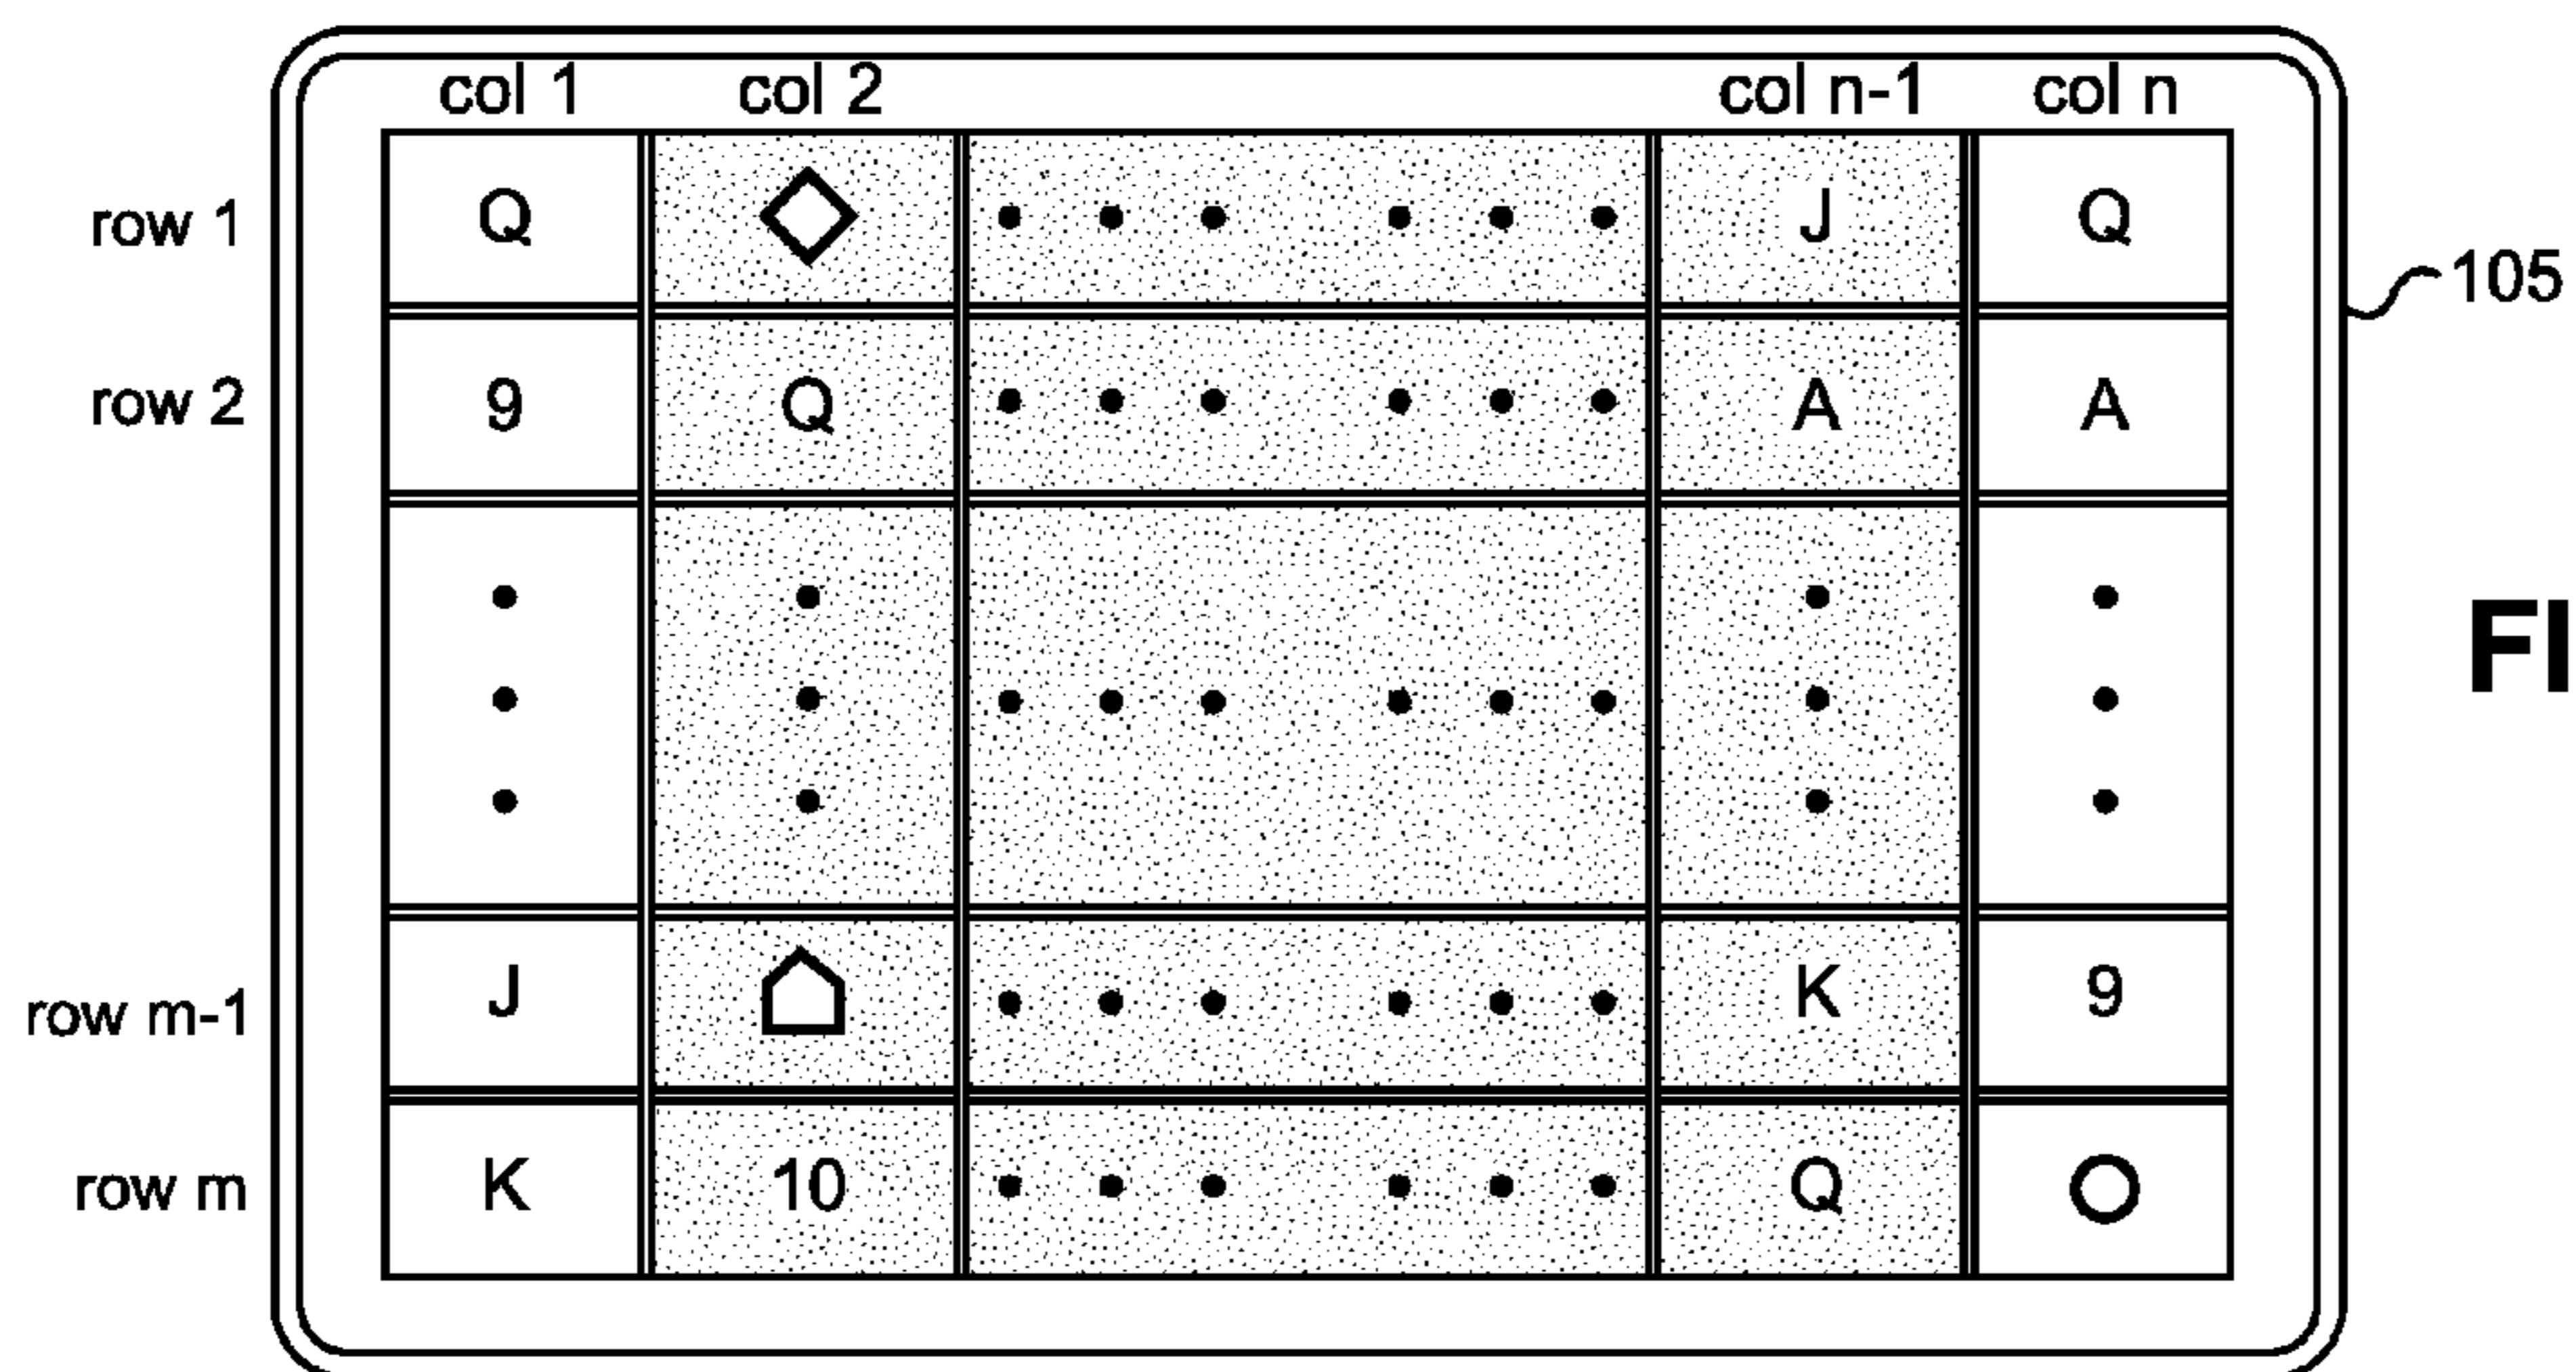 col 1 col 2 col n-1 col n
row 1 Q J Q
105
row 2 9 Q A A
FI
row m-1 J K 9
row m K 10 Q